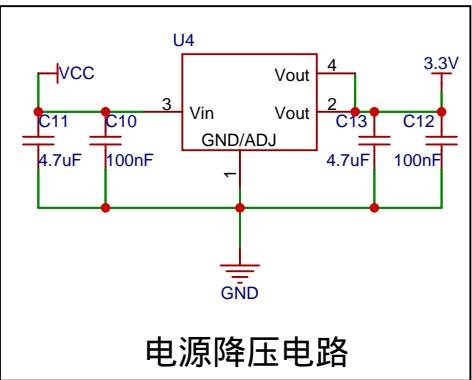 U4
VCC
3.3V
4
Vout
3
Vin
Vout
2
C11
C10
C13
C12
GND/ADJ
4.7uF
100nF
4.7uF
100nF
1
GND
电源降压电路